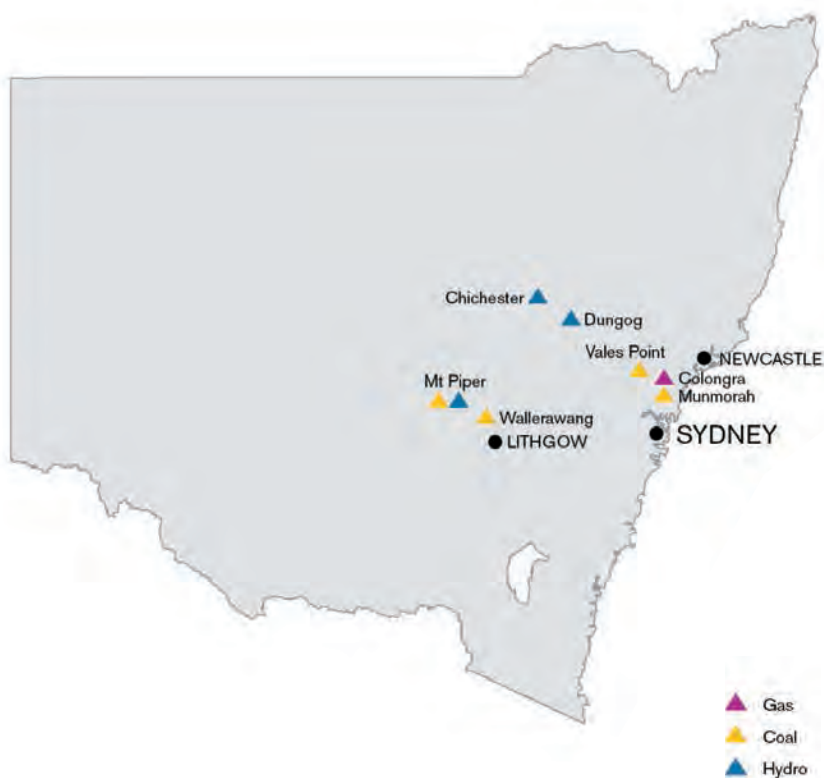 Chichester
Dungog
Vales Point
NEWCASTLE
Colongra
Mt Piper
Munmorah
Wallerawang
SYDNEY
LITHGOW
Gas
Coal
Hydro